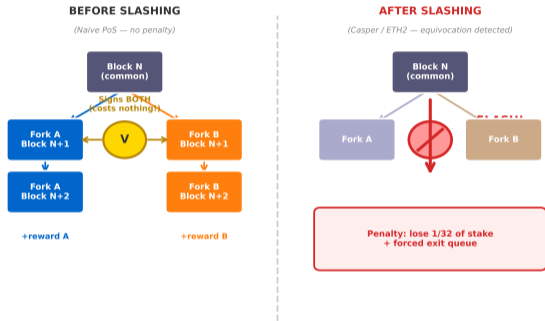 BEFORE SLASHING
(Naive PoS — no penalty)
Block N
(common)
Signs BOTH
(costs nothing!)
Fork A
Block N+1
V
Fork B
Block N+1
Fork A
Block N+2
Fork B
Block N+2
+reward A
+reward B
AFTER SLASHING
(Casper / ETH2 — equivocation detected)
Block N
(common)
Fork A
Fork B
Penalty: lose 1/32 of stake
+ forced exit queue